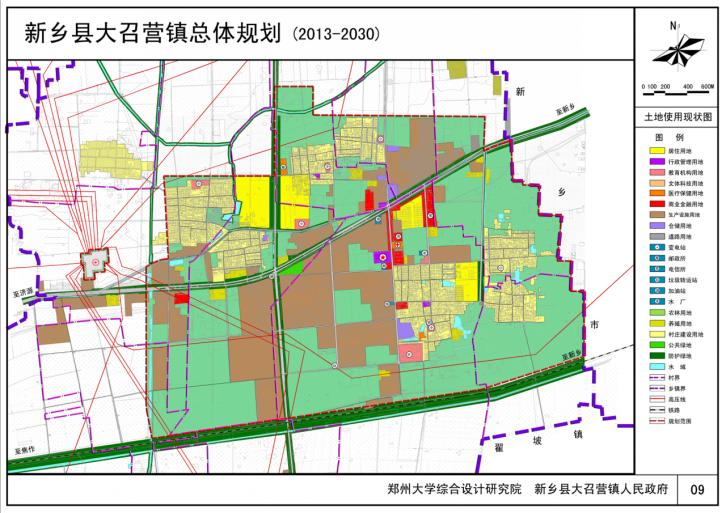 新乡县大召营镇总体规划 (2013-2030)
N
0 100 200 400 600M
土地使用现状图
图 例
居住用地
行政管理用地
教育机构用地
文体科技用地
医疗保健用地
商业金融用地
生产设施用地
仓储用地
道路用地
变电站
邮政所
电信所
垃圾转运站
加油站
水 厂
农林用地
养殖用地
村庄建设用地
公共绿地
防护绿地
水 域
村界
乡镇界
高压线
铁路
规划范围
至新乡
新
乡
市
至新乡
翟坡镇
至焦作
郑州大学综合设计研究院 新乡县大召营镇人民政府
09